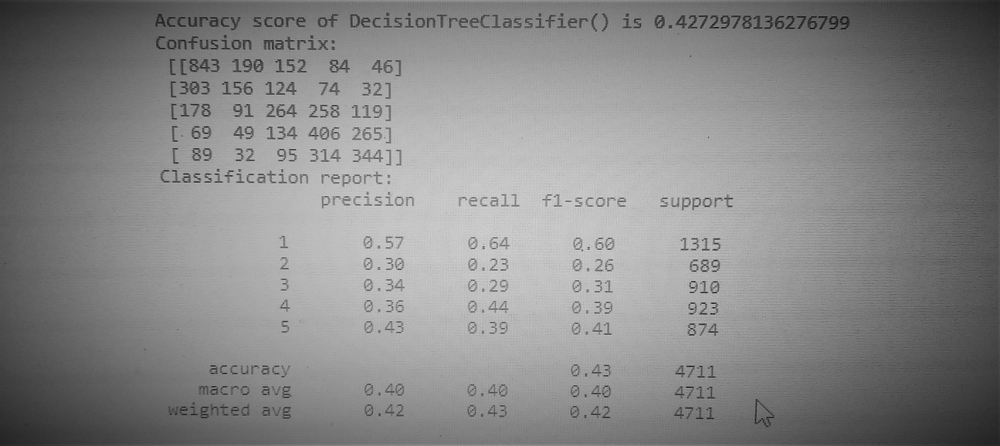 Accuracy score of DecisionTreeClassifier() is 0.4272978136276799
Confusion matrix:
[[843 190 152 84 46]
[303 156 124 74 32]
[178 91 264 258 119]
[ 69 49 134 406 265]
[ 89 32 95 314 344]]
Classification report:
precision recall f1-score support
1 0.57 0.64 0.60 1315
2 0.30 0.23 0.26 689
3 0.34 0.29 0.31 910
4 0.36 0.44 0.39 923
5 0.43 0.39 0.41 874
accuracy 0.43 4711
macro avg 0.40 0.40 0.40 4711
weighted avg 0.42 0.43 0.42 4711